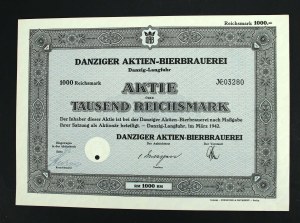 Reichsmark 1000,—
DANZIGER AKTIEN-BIERBRAUEREI
Danzig-Langfuhr
1000 Reichsmark
№ 03280
AKTIE
über
TAUSEND REICHSMARK
Der Inhaber dieser Aktie ist bei der Danziger Aktien-Bierbrauerei nach Maßgabe
ihrer Satzung als Aktionär beteiligt. – Danzig-Langfuhr, im März 1942.
DANZIGER AKTIEN-BIERBRAUEREI
Der Aufsichtsrat
Der Vorstand
RM 1000 RM